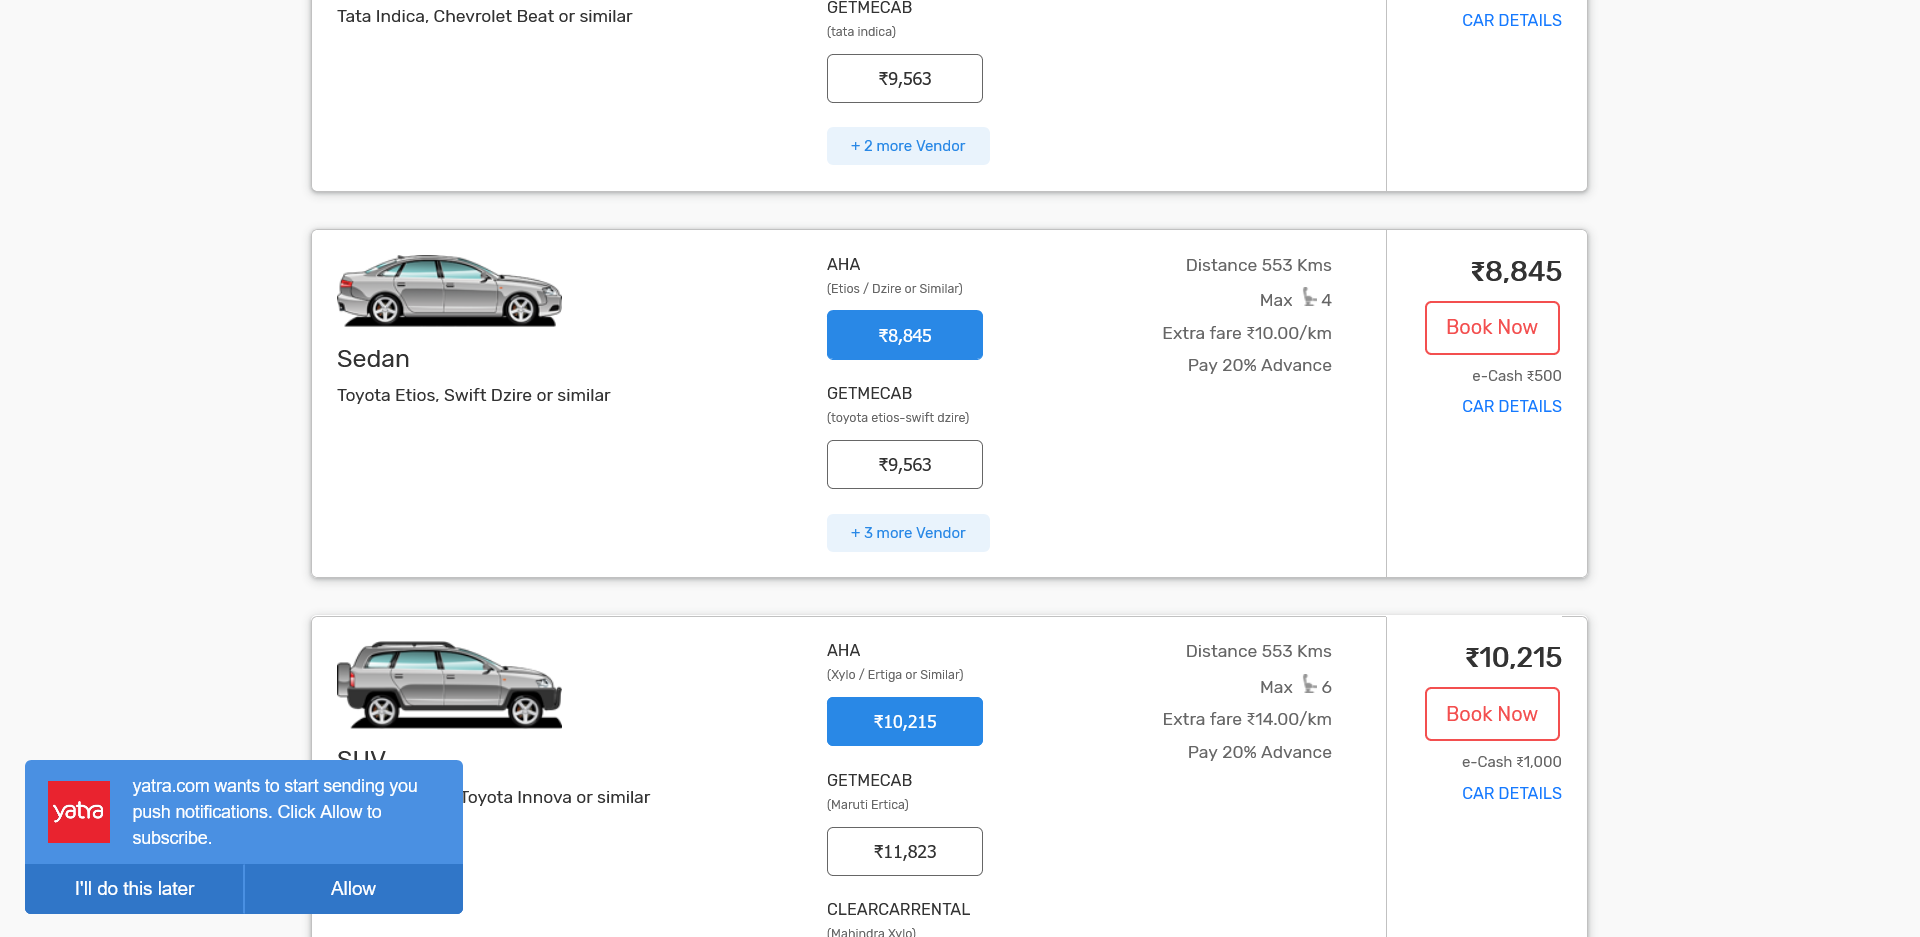 Tata Indica, Chevrolet Beat or similar
GETMECAB
(tata indica)
₹9,563
+ 2 more Vendor
CAR DETAILS
Sedan
Toyota Etios, Swift Dzire or similar
AHA
(Etios / Dzire or Similar)
₹8,845
GETMECAB
(toyota etios-swift dzire)
₹9,563
+ 3 more Vendor
Distance 553 Kms
Max 4
Extra fare ₹10.00/km
Pay 20% Advance
₹8,845
Book Now
e-Cash ₹500
CAR DETAILS
SUV
Toyota Innova or similar
AHA
(Xylo / Ertiga or Similar)
₹10,215
GETMECAB
(Maruti Ertica)
₹11,823
CLEARCARRENTAL
(Mahindra Xylo)
Distance 553 Kms
Max 6
Extra fare ₹14.00/km
Pay 20% Advance
₹10,215
Book Now
e-Cash ₹1,000
CAR DETAILS
yatra
yatra.com wants to start sending you
push notifications. Click Allow to
subscribe.
I'll do this later
Allow